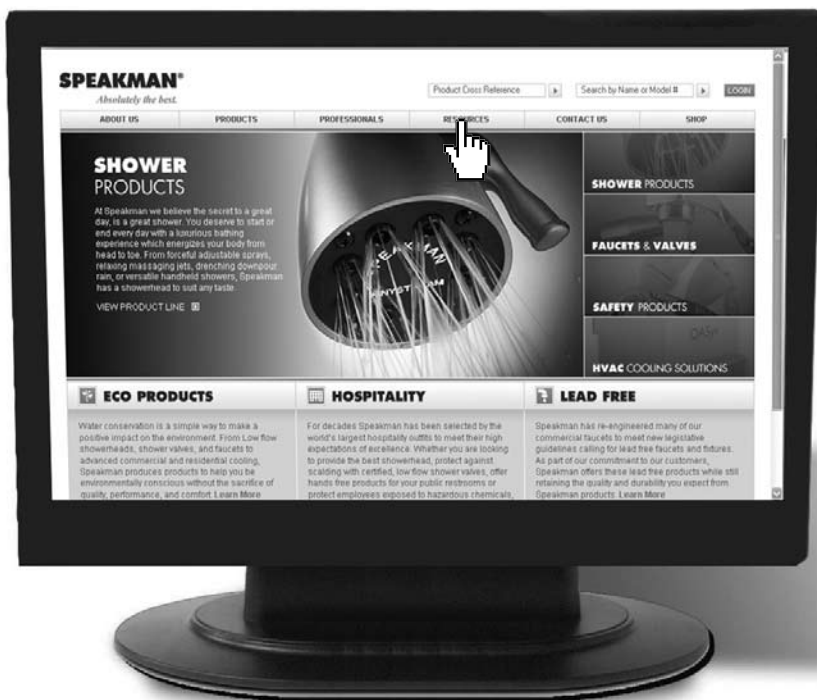 SPEAKMAN®
Absolutely the best.
Product Cross Reference
Search by Name or Model #
LOGIN
ABOUT US PRODUCTS PROFESSIONALS RESOURCES CONTACT US SHOP
SHOWER
PRODUCTS
At Speakman we believe the secret to a great
day, is a great shower. You deserve to start or
end every day with a luxurious bathing
experience which energizes your body from
head to toe. From forceful adjustable sprays,
relaxing massaging jets, drenching downpour
rain, or versatile handheld showers, Speakman
has a showerhead to suit any taste.
VIEW PRODUCT LINE
SPEAKMAN
ANYSTREAM
SHOWER PRODUCTS
FAUCETS & VALVES
SAFETY PRODUCTS
HVAC COOLING SOLUTIONS
ECO PRODUCTS
Water conservation is a simple way to make a
positive impact on the environment. From Low flow
showerheads, shower valves, and faucets to
advanced commercial and residential cooling,
Speakman produces products to help you be
environmentally conscious without the sacrifice of
quality, performance, and comfort. Learn More
HOSPITALITY
For decades Speakman has been selected by the
world's largest hospitality outfits to meet their high
expectations of excellence. Whether you are looking
to provide the best showerhead, protect against
scalding with certified, low flow shower valves, offer
hands free products for your public restrooms or
protect employees exposed to hazardous chemicals,
LEAD FREE
Speakman has re-engineered many of our
commercial faucets to meet new legislative
guidelines calling for lead free faucets and fixtures.
As part of our commitment to our customers,
Speakman offers these lead free products while still
retaining the quality and durability you expect from
Speakman products. Learn More